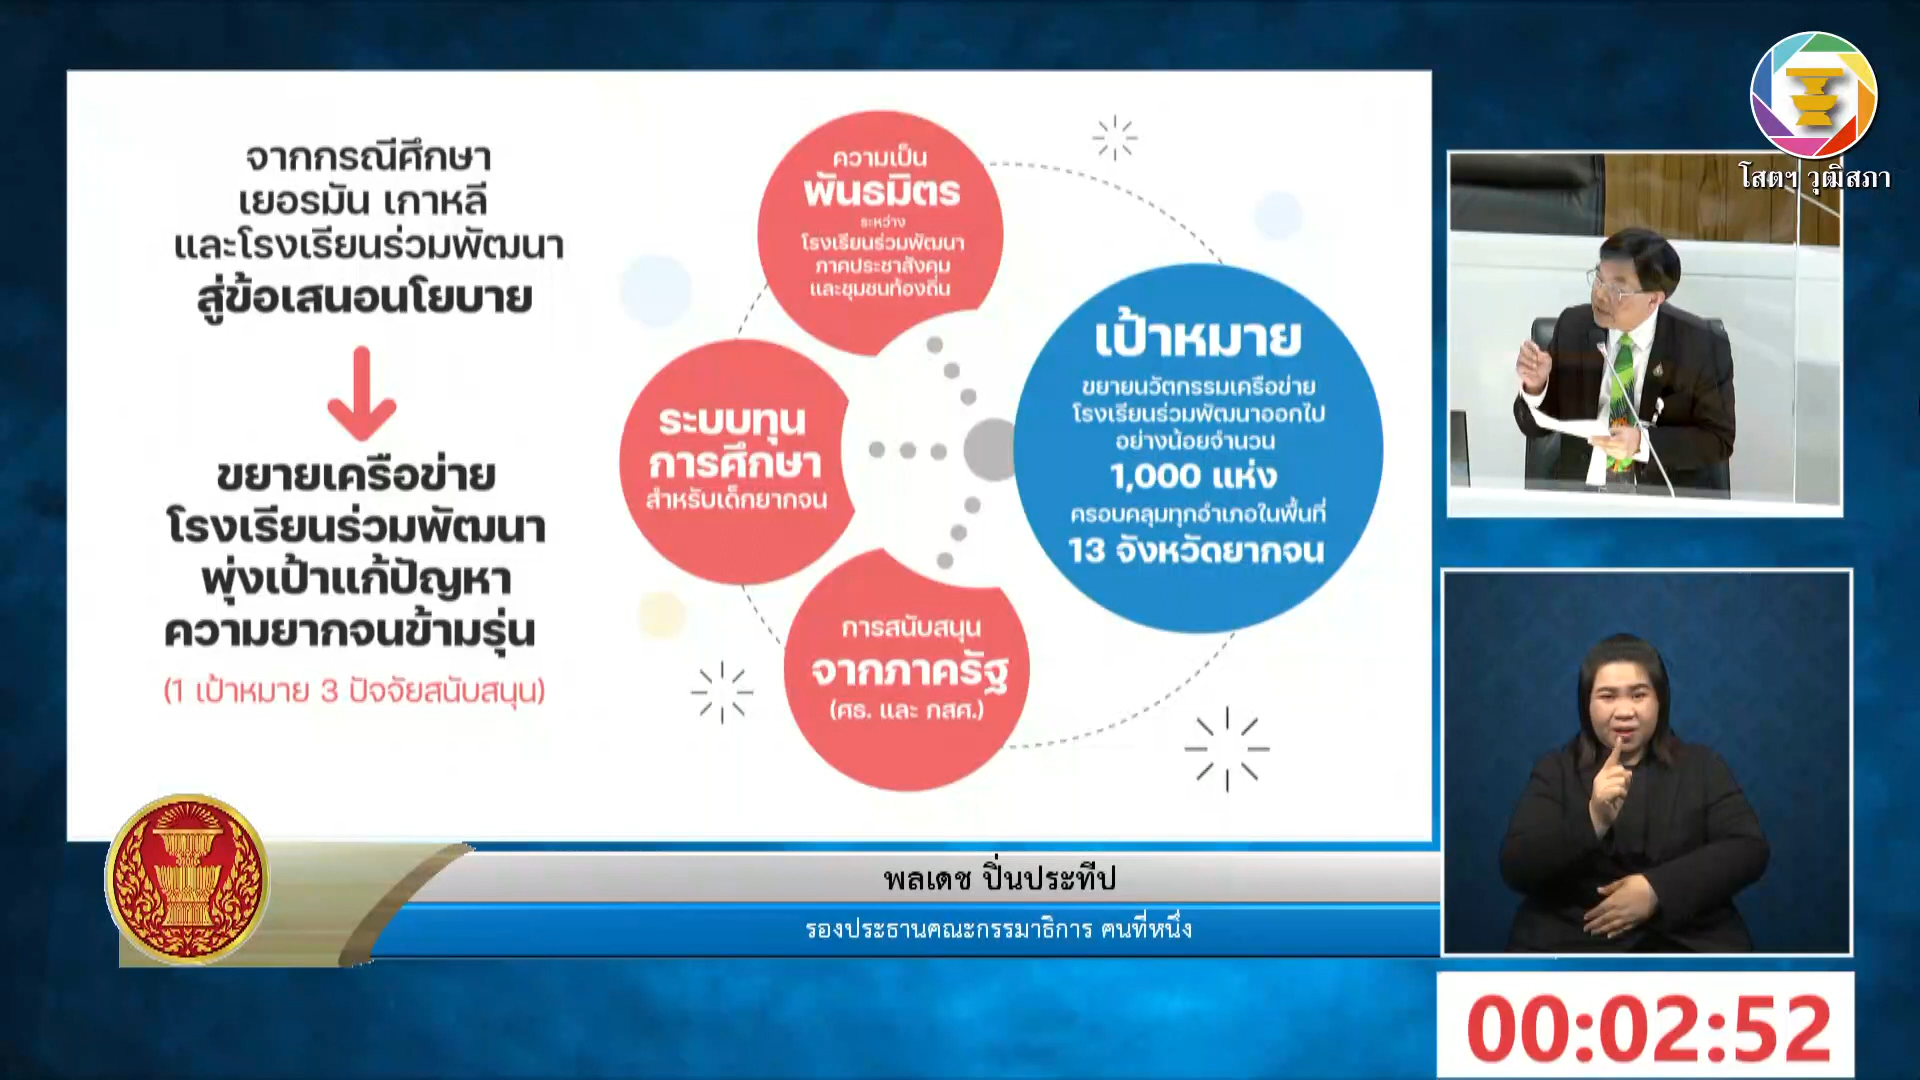 จากกรณีศึกษา
เยอรมัน เกาหลี
และโรงเรียนร่วมพัฒนา
สู่ข้อเสนอนโยบาย
ขยายเครือข่าย
โรงเรียนร่วมพัฒนา
พุ่งเป้าแก้ปัญหา
ความยากจนข้ามรุ่น
(1 เป้าหมาย 3 ปัจจัยสนับสนุน)
ความเป็น
พันธมิตร
ระหว่าง
โรงเรียนร่วมพัฒนา
ภาคประชาสังคม
และชุมชนท้องถิ่น
ระบบทุน
การศึกษา
สำหรับเด็กยากจน
การสนับสนุน
จากภาครัฐ
(ศธ. และ กสศ.)
เป้าหมาย
ขยายนวัตกรรมเครือข่าย
โรงเรียนร่วมพัฒนาออกไป
อย่างน้อยจำนวน
1,000 แห่ง
ครอบคลุมทุกอำเภอในพื้นที่
13 จังหวัดยากจน
โสตฯ วุฒิสภา
พลเดช ปิ่นประทีป
รองประธานคณะกรรมาธิการ คนที่หนึ่ง
00:02:52